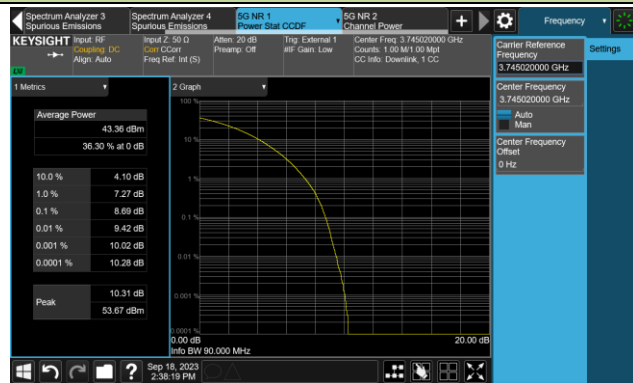 Spectrum Analyzer 3
Spurious Emissions
Spectrum Analyzer 4
Spurious Emissions
5G NR 1
Power Stat CCDF
5G NR 2
Channel Power
+
Frequency
KEYSIGHT
Input: RF
Coupling: DC
Align: Auto
Input Z: 50 Ω
Corr CCorr
Freq Ref: Int (S)
Atten: 20 dB
Preamp: Off
Trig: External 1
#IF Gain: Low
Center Freq: 3.745020000 GHz
Counts: 1.00 M/1.00 Mpt
CC Info: Downlink, 1 CC
1 Metrics
2 Graph
Average Power
43.36 dBm
36.30 % at 0 dB
10.0 % 4.10 dB
1.0 % 7.27 dB
0.1 % 8.69 dB
0.01 % 9.42 dB
0.001 % 10.02 dB
0.0001 % 10.28 dB
Peak
10.31 dB
53.67 dBm
100 %
10 %
1 %
0.1 %
0.01 %
0.001 %
0.0001 %
0.00 dB
20.00 dB
Info BW 90.000 MHz
Carrier Reference
Frequency
3.745020000 GHz
Center Frequency
3.745020000 GHz
Auto
Man
Center Frequency
Offset
0 Hz
Settings
?
Sep 18, 2023
2:38:19 PM